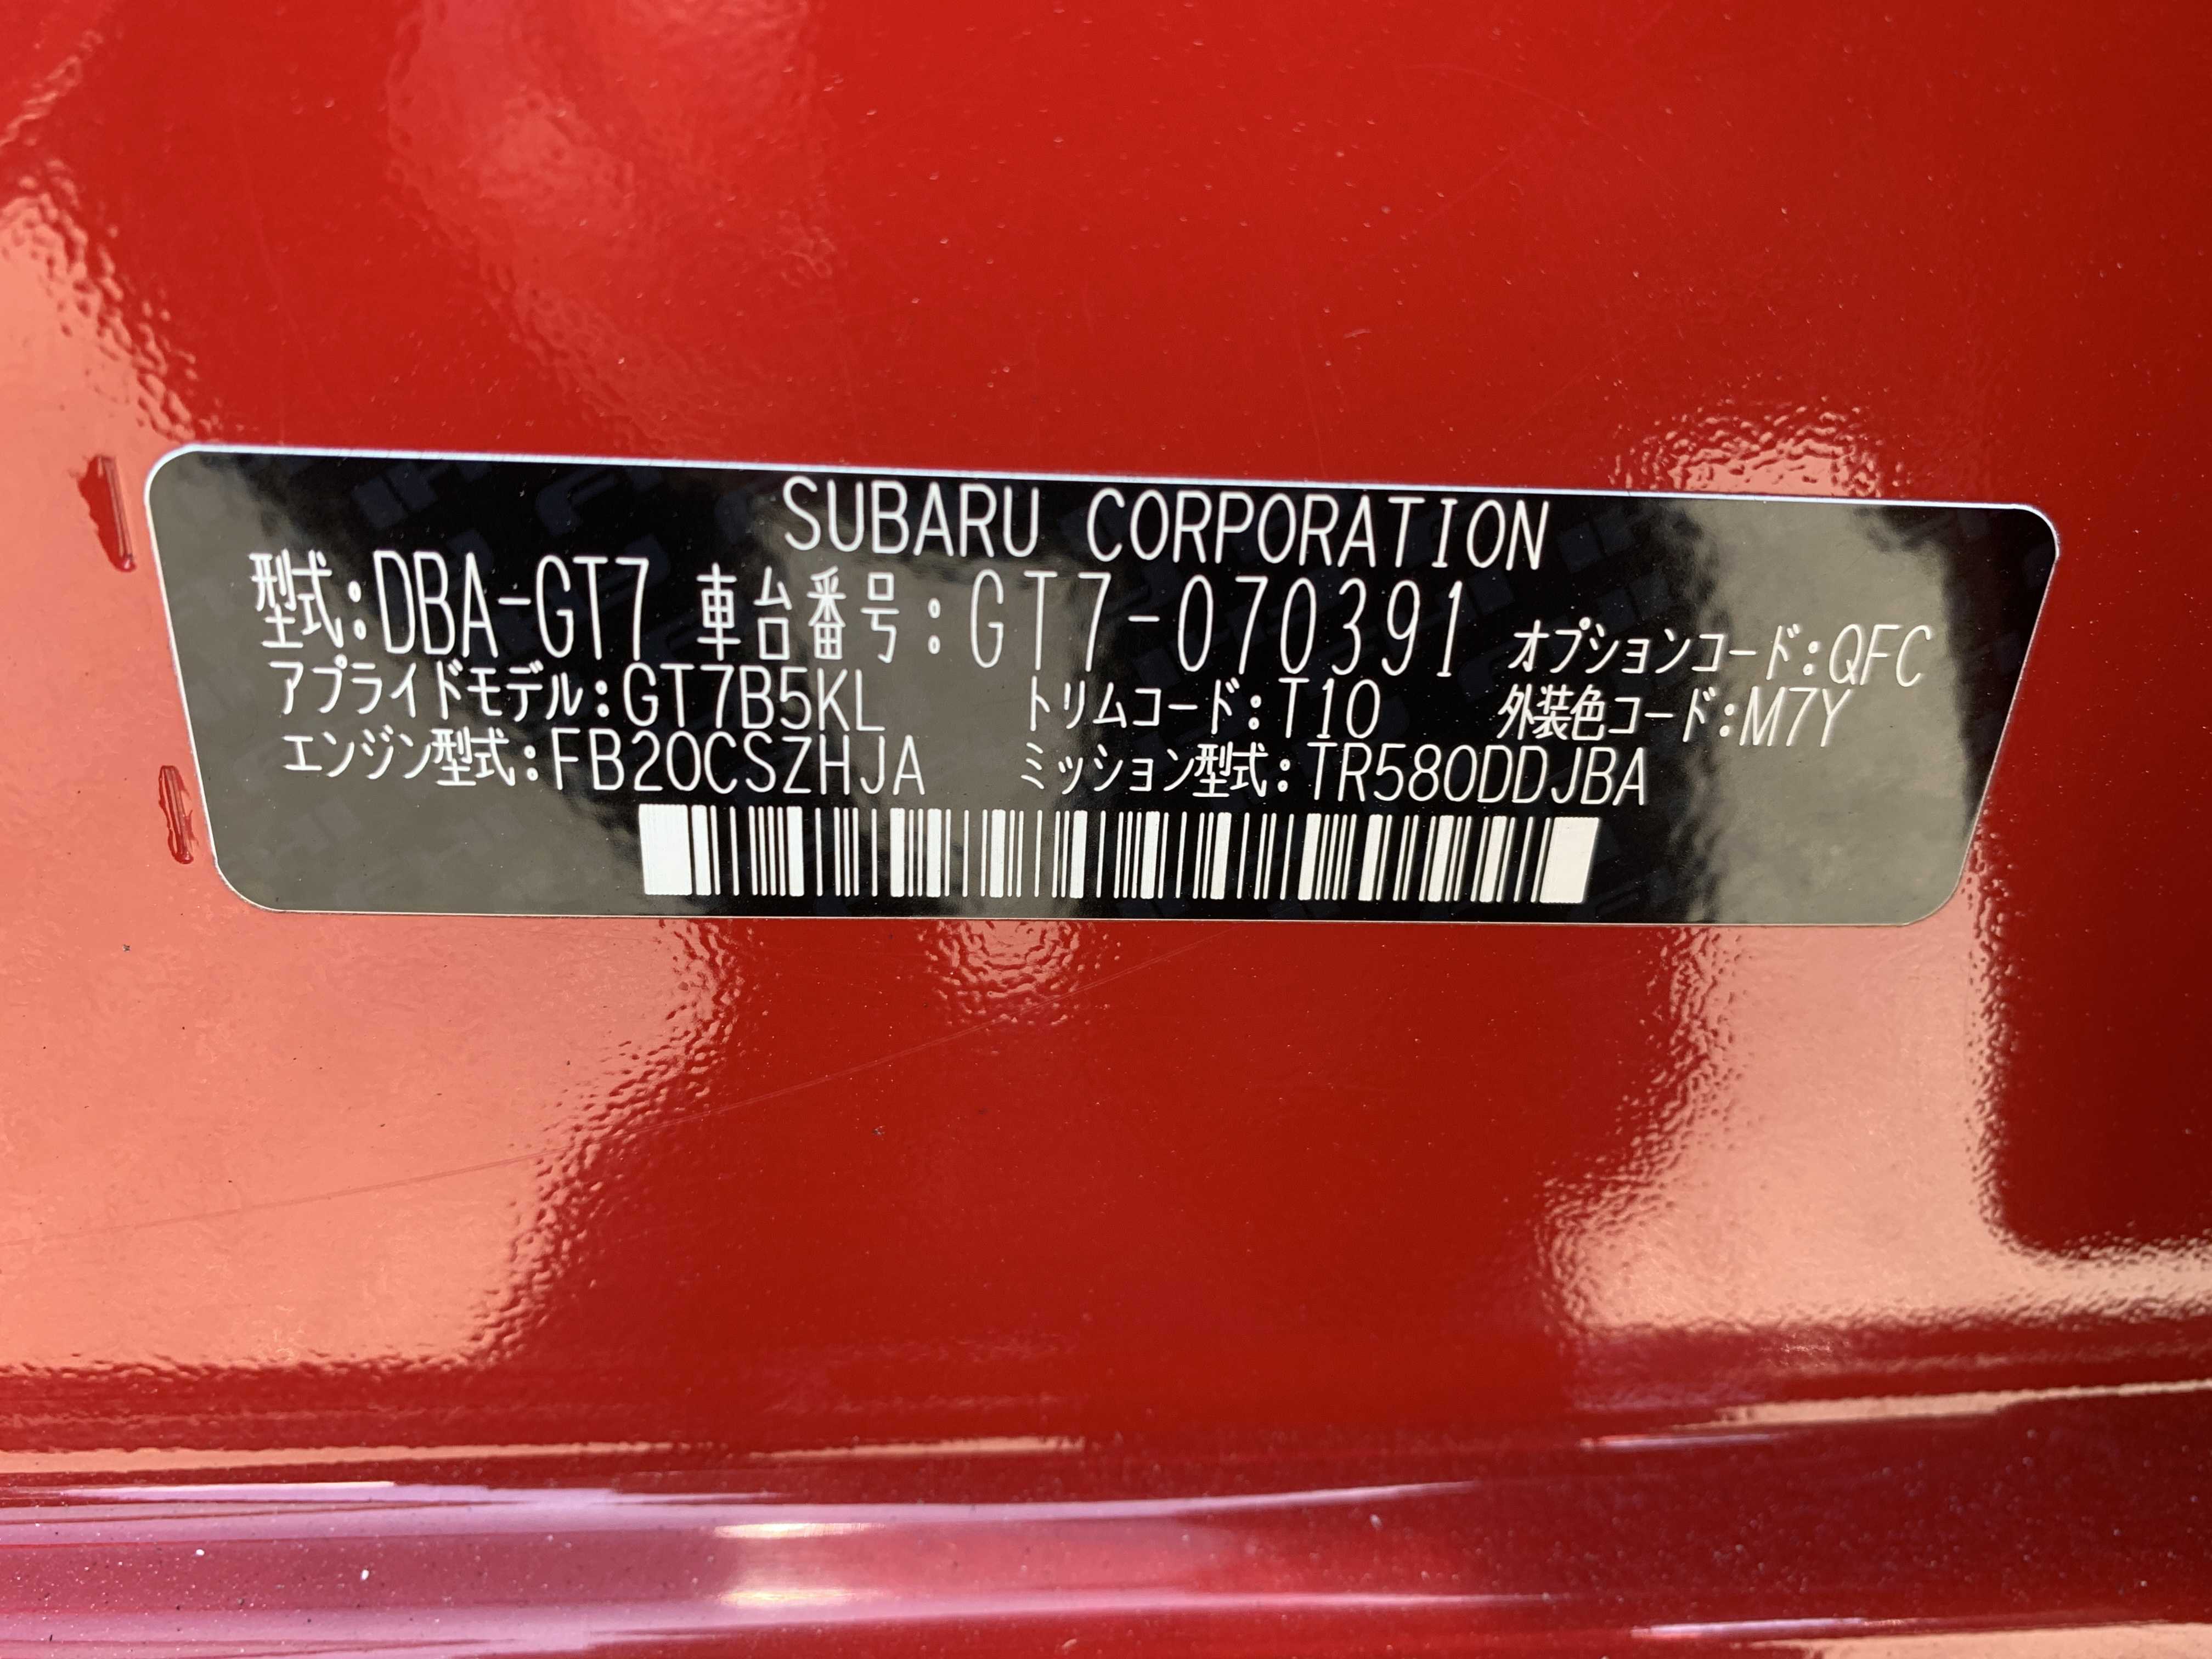 SUBARU CORPORATION
型式:DBA-GT7 車台番号:GT7-070391 オプションコード:QFC
アプライドモデル:GT7B5KL トリムコード:T10 外装色コード:M7Y
エンジン型式:FB20CSZHJA ミッション型式:TR580DDJBA